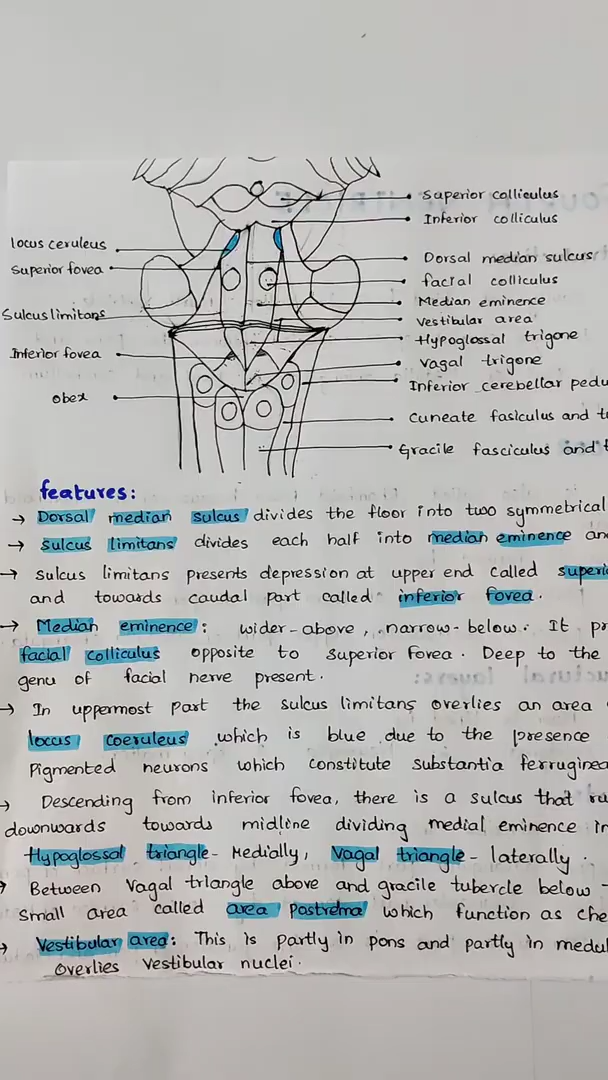 Superior colliculus
Inferior colliculus
locus ceruleus
Dorsal median sulcus
Superior fovea
facial colliculus
Median eminence
Sulcus limitans
Vestibular area
Hypoglossal trigone
Inferior fovea
Vagal trigone
Inferior cerebellar
obex
Cuneate fasiculus and
Gracile fasciculus and
features:
→ Dorsal median sulcus divides the floor into two symmetrical
→ sulcus limitans divides each half into median eminence
→ sulcus limitans presents depression at upper end called
and towards caudal part called inferior fovea.
→ Median eminence: wider-above, narrow-below. It
facial colliculus opposite to superior fovea. Deep to the
genu of facial nerve present.
→ In uppermost part the sulcus limitans overlies an area
locus coeruleus which is blue due to the presence
Pigmented neurons which constitute substantia
→ Descending from inferior fovea, there is a sulcus that
downwards towards midline dividing medial eminence
Hypoglossal triangle - Medially, Vagal triangle - laterally.
→ Between Vagal triangle above and gracile tubercle below -
Small area called area postrema which function as
→ Vestibular area: This is partly in pons and partly in
overlies vestibular nuclei.